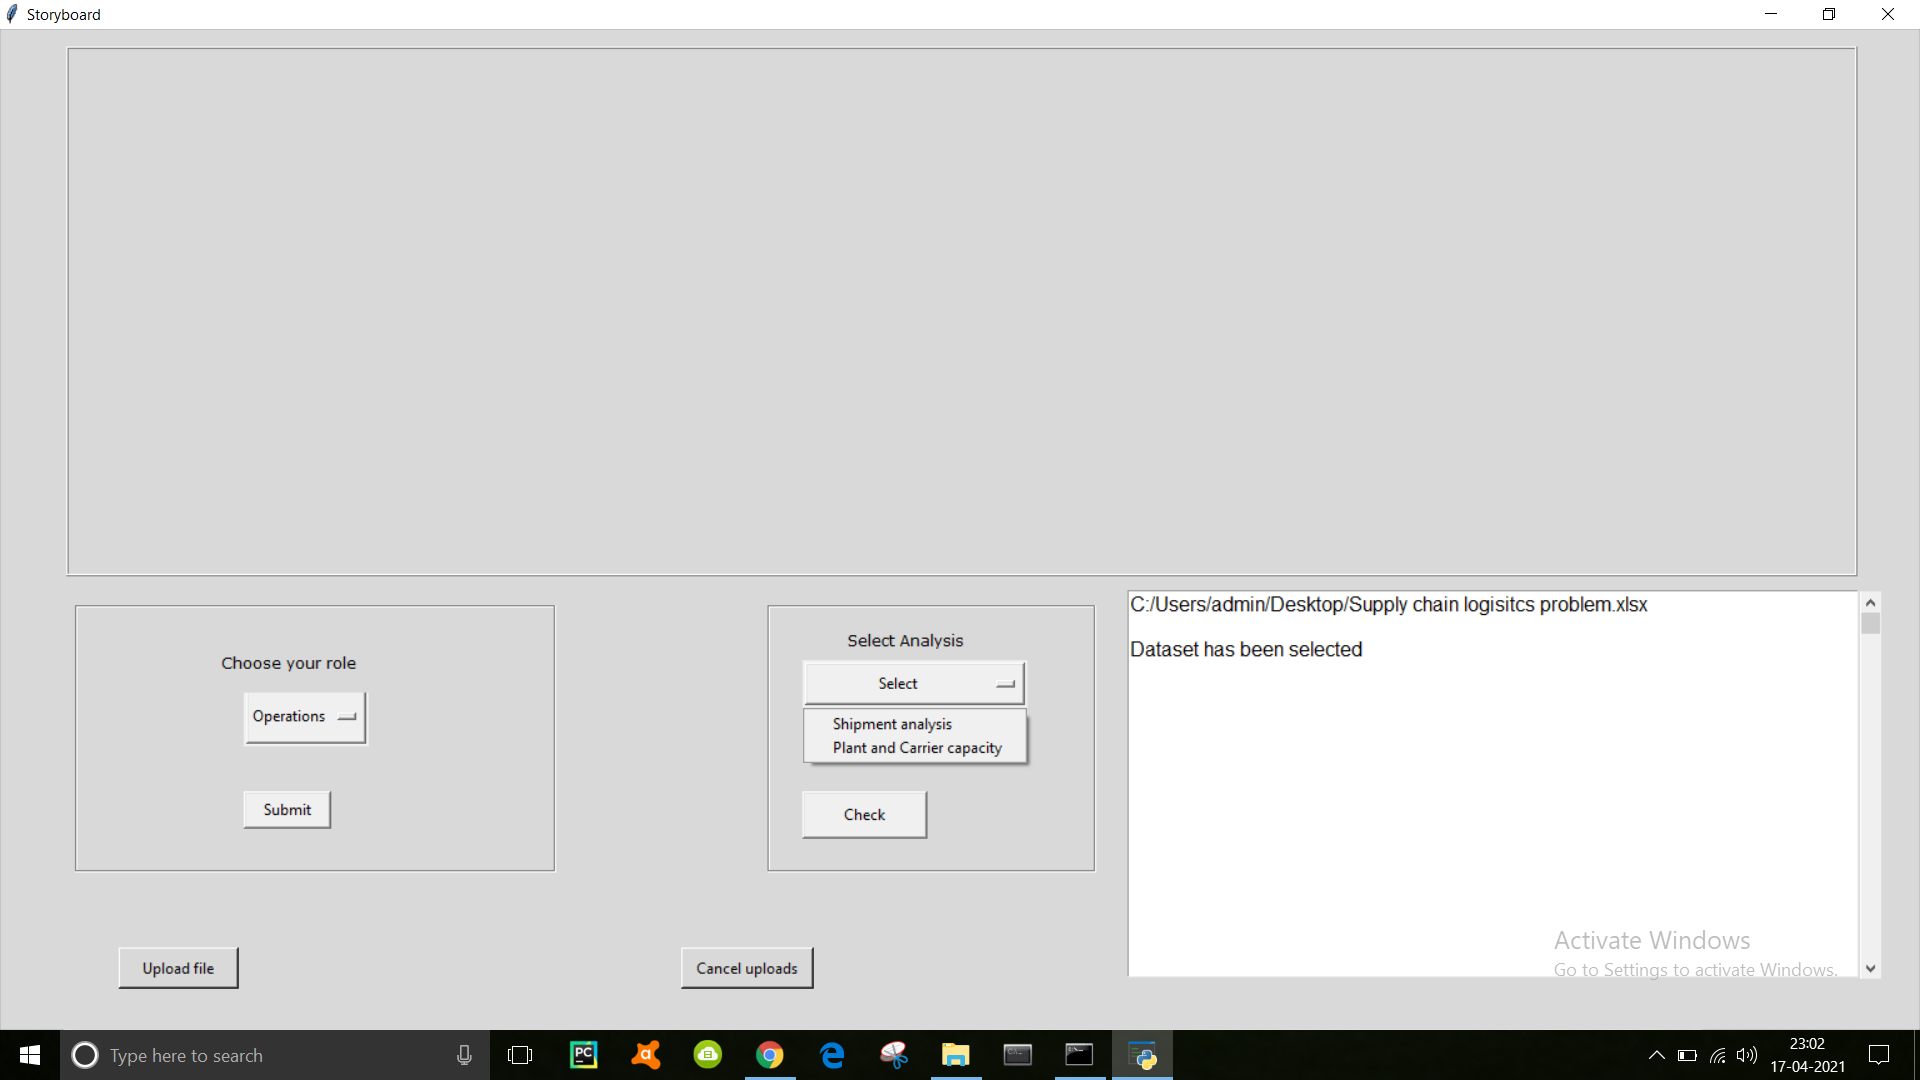 Storyboard
Choose your role
Operations
Submit
Select Analysis
Select
Shipment analysis
Plant and Carrier capacity
Check
C:/Users/admin/Desktop/Supply chain logisitcs problem.xlsx
Dataset has been selected
Upload file
Cancel uploads
Activate Windows
Go to Settings to activate Windows.
Type here to search
PC
a
23:02
17-04-2021